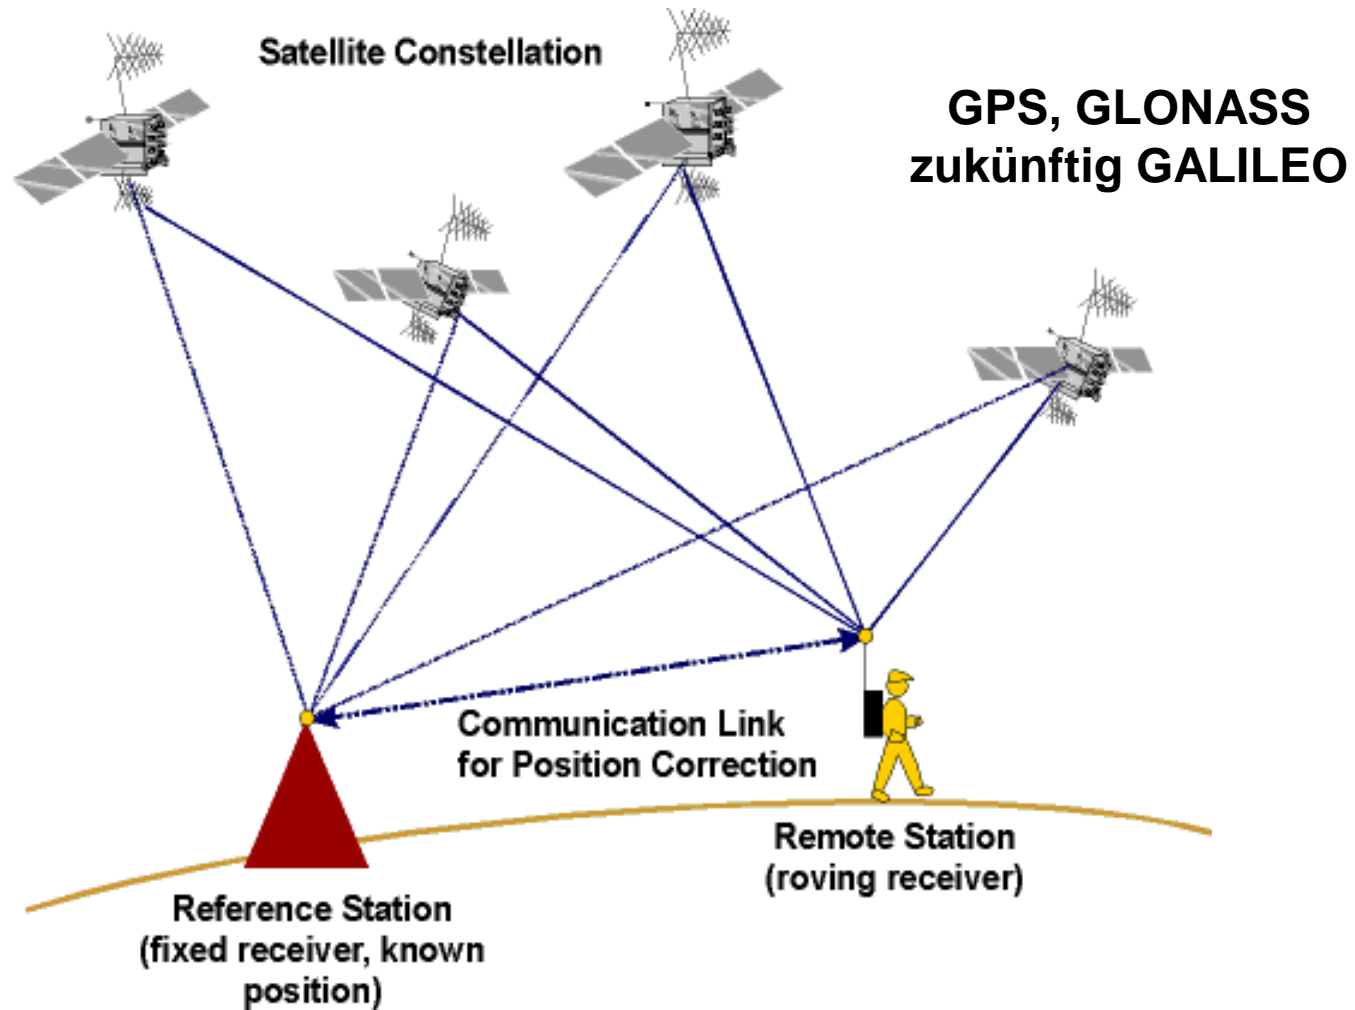 Satellite Constellation
GPS, GLONASS
zukünftig GALILEO
Communication Link
for Position Correction
Remote Station
(roving receiver)
Reference Station
(fixed receiver, known
position)